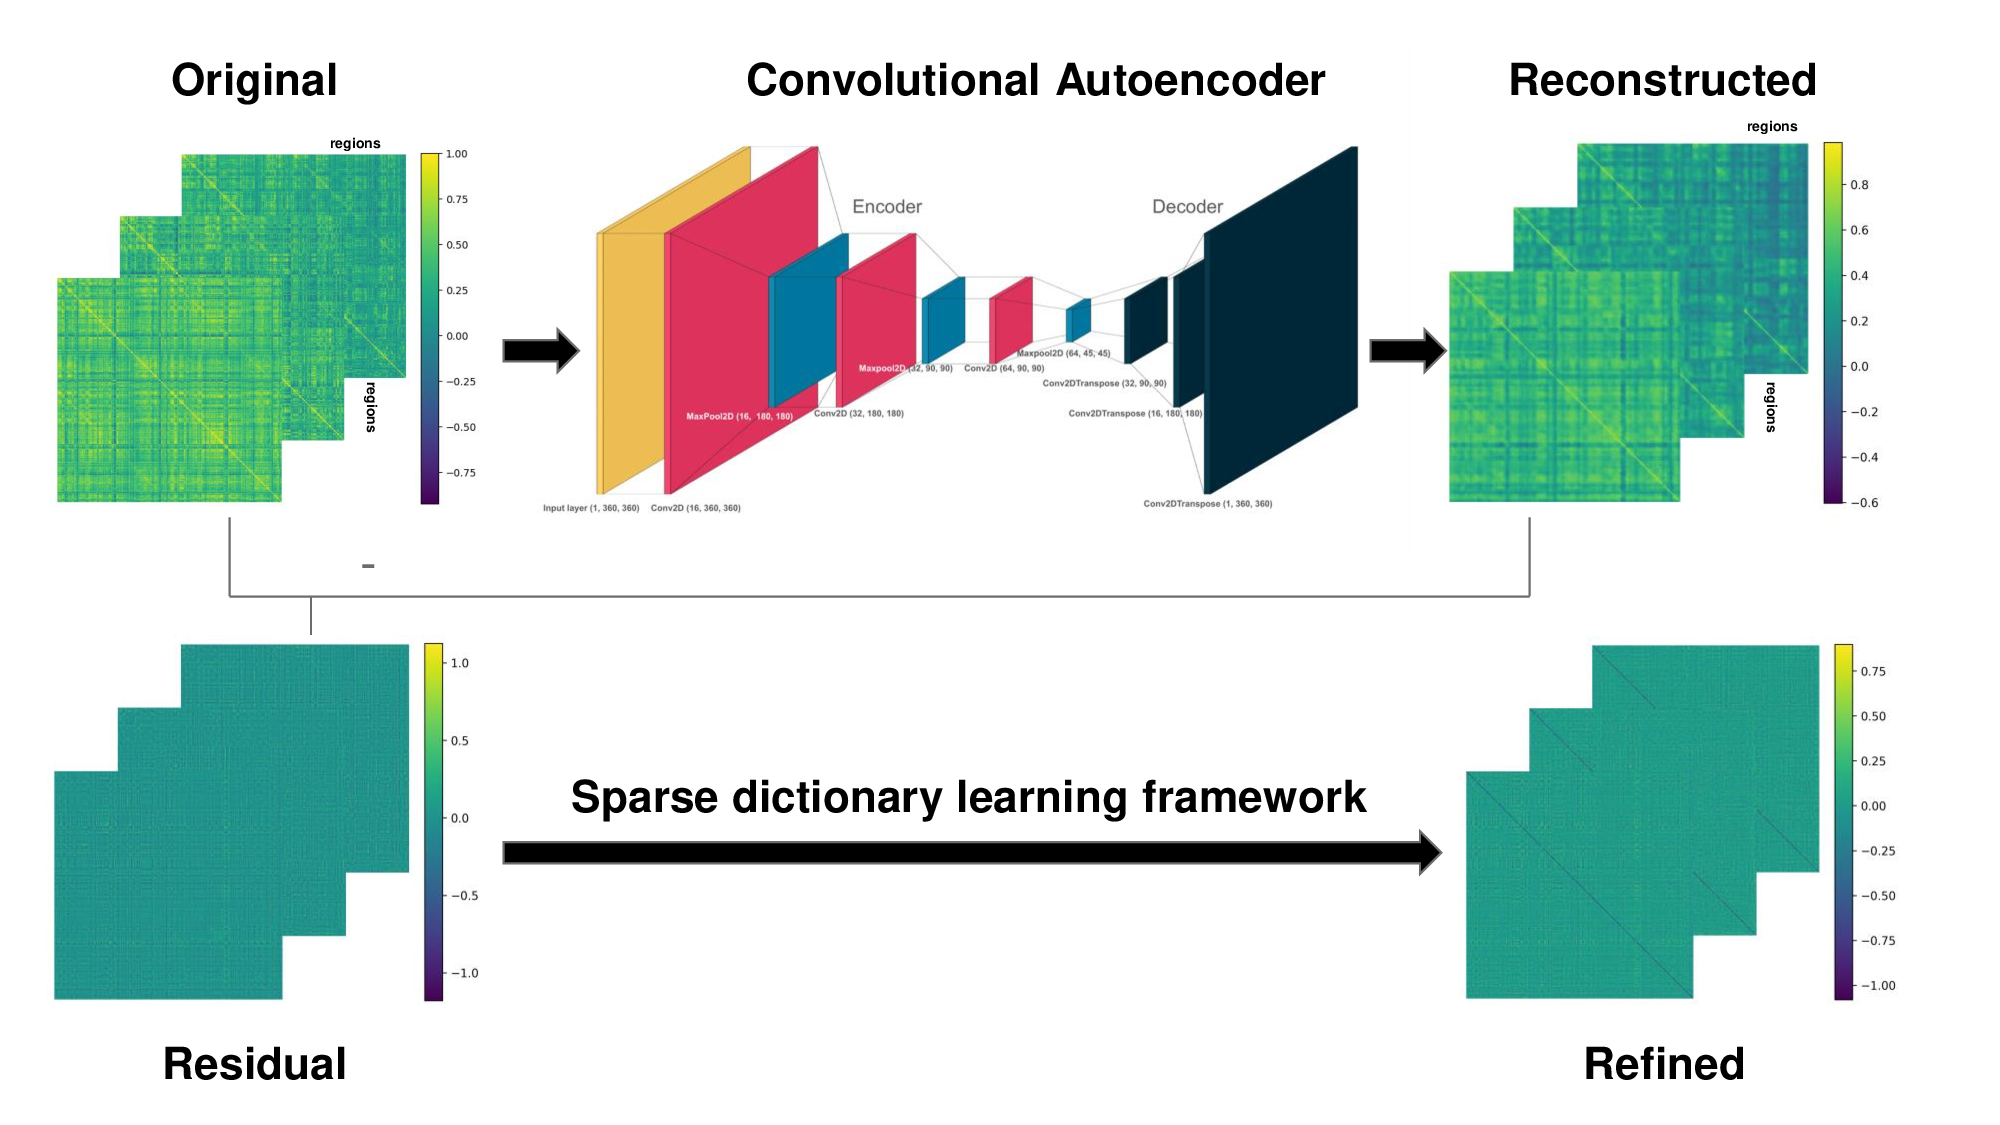 Original
Convolutional Autoencoder
Reconstructed
regions
regions
1.00
0.75
0.50
0.25
0.00
−0.25
−0.50
−0.75
regions
Encoder
Decoder
Maxpool2D (64, 45, 45)
Maxpool2D (32, 90, 90)
Conv2D (64, 90, 90)
Conv2DTranspose (32, 90, 90)
MaxPool2D (16, 180, 180)
Conv2D (32, 180, 180)
Conv2DTranspose (16, 180, 180)
Input layer (1, 360, 360)
Conv2D (16, 360, 360)
Conv2DTranspose (1, 360, 360)
0.8
0.6
0.4
0.2
0.0
−0.2
−0.4
−0.6
regions
-
1.0
0.5
0.0
−0.5
−1.0
Sparse dictionary learning framework
0.75
0.50
0.25
0.00
−0.25
−0.50
−0.75
−1.00
Residual
Refined